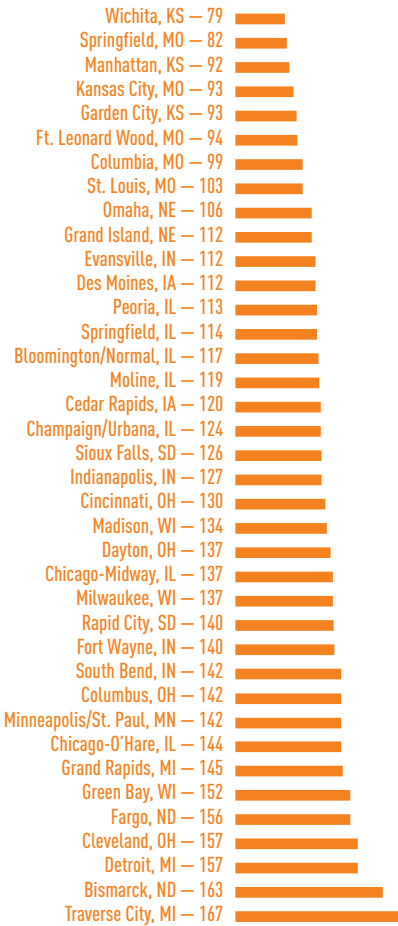 Wichita, KS — 79
Springfield, MO — 82
Manhattan, KS — 92
Kansas City, MO — 93
Garden City, KS — 93
Ft. Leonard Wood, MO — 94
Columbia, MO — 99
St. Louis, MO — 103
Omaha, NE — 106
Grand Island, NE — 112
Evansville, IN — 112
Des Moines, IA — 112
Peoria, IL — 113
Springfield, IL — 114
Bloomington/Normal, IL — 117
Moline, IL — 119
Cedar Rapids, IA — 120
Champaign/Urbana, IL — 124
Sioux Falls, SD — 126
Indianapolis, IN — 127
Cincinnati, OH — 130
Madison, WI — 134
Dayton, OH — 137
Chicago-Midway, IL — 137
Milwaukee, WI — 137
Rapid City, SD — 140
Fort Wayne, IN — 140
South Bend, IN — 142
Columbus, OH — 142
Minneapolis/St. Paul, MN — 142
Chicago-O'Hare, IL — 144
Grand Rapids, MI — 145
Green Bay, WI — 152
Fargo, ND — 156
Cleveland, OH — 157
Detroit, MI — 157
Bismarck, ND — 163
Traverse City, MI — 167